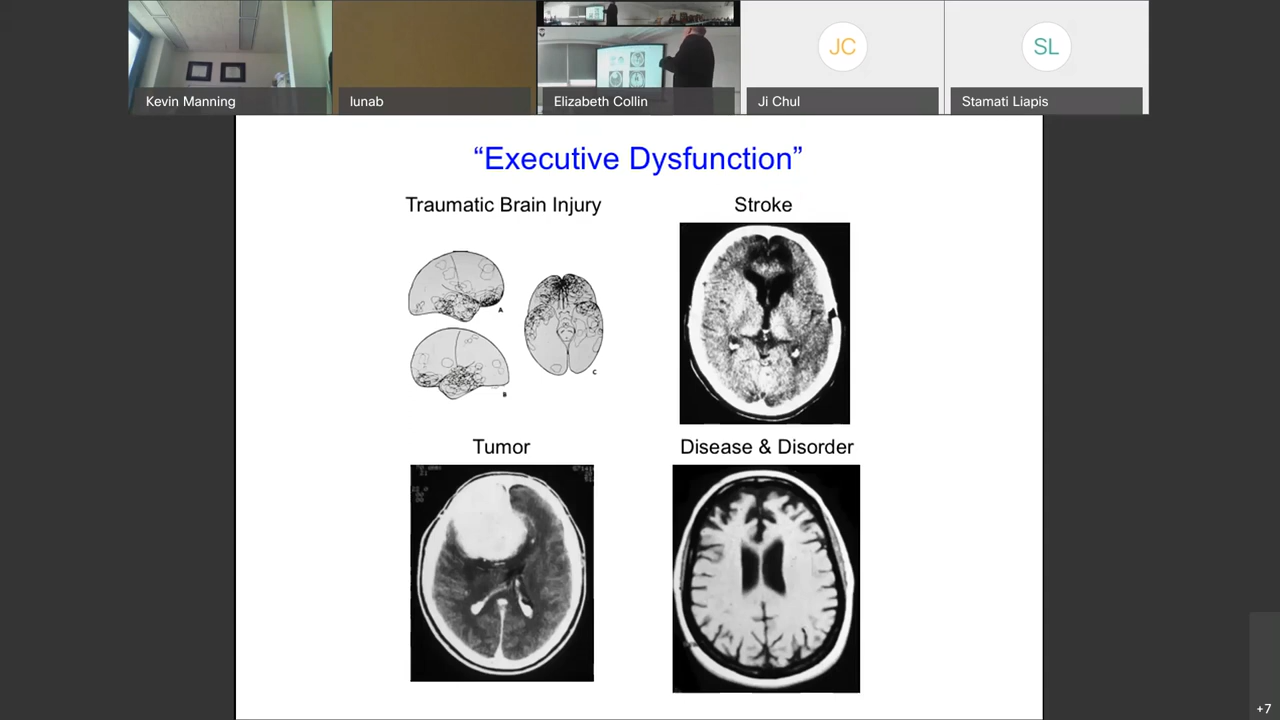 JC
SL
Kevin Manning
lunab
Elizabeth Collin
Ji Chul
Stamati Liapis
“Executive Dysfunction”
Traumatic Brain Injury
Stroke
A
B
C
Tumor
Disease & Disorder
+7